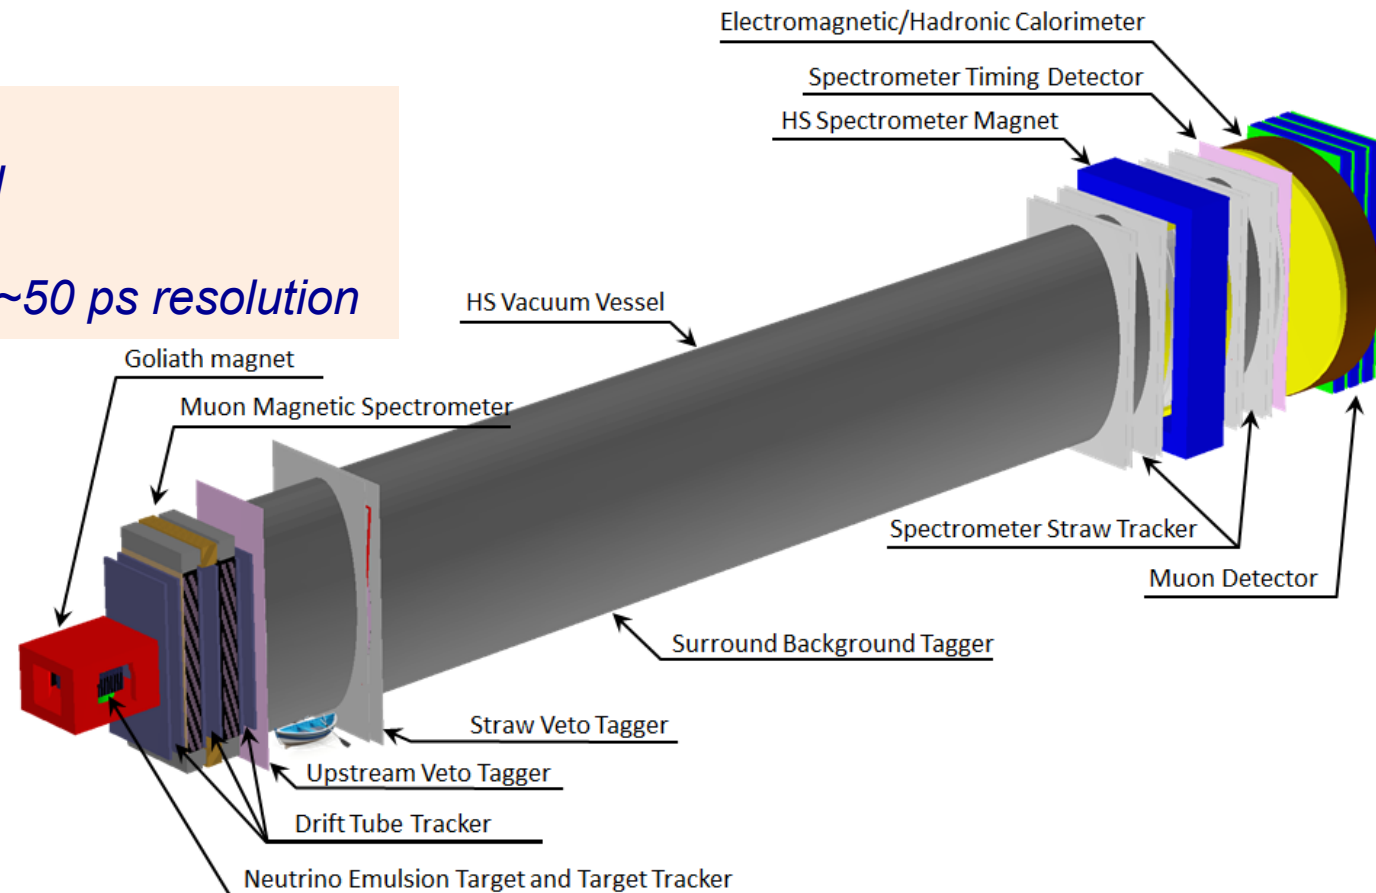 Electromagnetic/Hadronic Calorimeter
Spectrometer Timing Detector
HS Spectrometer Magnet
~50 ps resolution
HS Vacuum Vessel
Goliath magnet
Muon Magnetic Spectrometer
Spectrometer Straw Tracker
Muon Detector
Surround Background Tagger
Straw Veto Tagger
Upstream Veto Tagger
Drift Tube Tracker
Neutrino Emulsion Target and Target Tracker